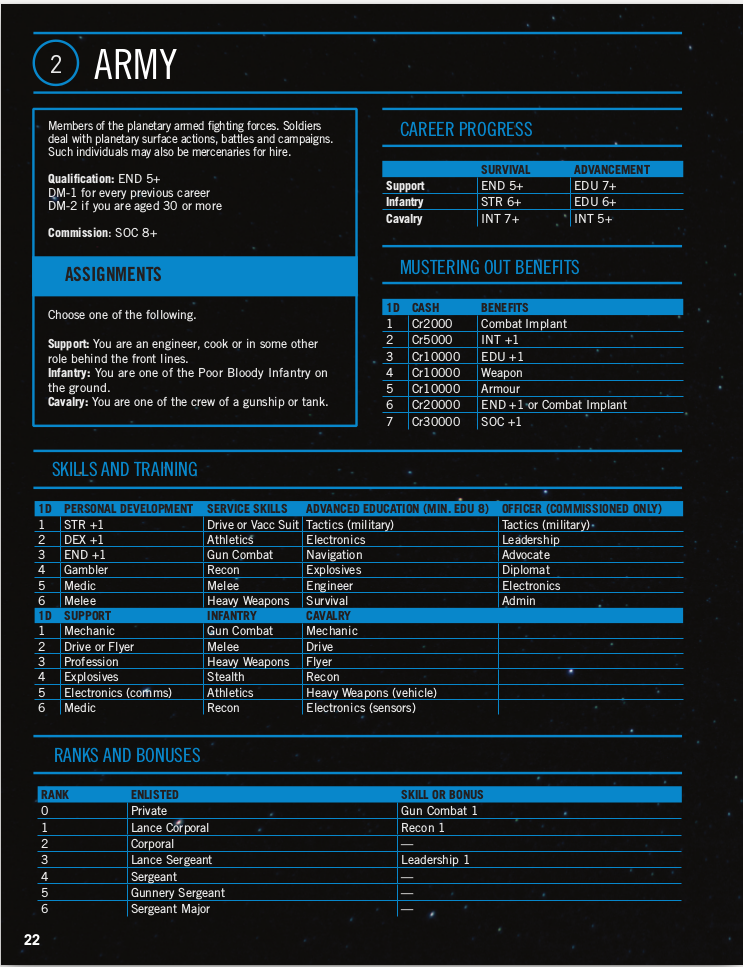 2 ARMY
Members of the planetary armed fighting forces. Soldiers
deal with planetary surface actions, battles and campaigns.
Such individuals may also be mercenaries for hire.
Qualification: END 5+
DM-1 for every previous career
DM-2 if you are aged 30 or more
Commission: SOC 8+
ASSIGNMENTS
Choose one of the following.
Support: You are an engineer, cook or in some other
role behind the front lines.
Infantry: You are one of the Poor Bloody Infantry on
the ground.
Cavalry: You are one of the crew of a gunship or tank.
CAREER PROGRESS
SURVIVAL ADVANCEMENT
Support END 5+ EDU 7+
Infantry STR 6+ EDU 6+
Cavalry INT 7+ INT 5+
MUSTERING OUT BENEFITS
1D CASH BENEFITS
1 Cr2000 Combat Implant
2 Cr5000 INT +1
3 Cr10000 EDU +1
4 Cr10000 Weapon
5 Cr10000 Armour
6 Cr20000 END +1 or Combat Implant
7 Cr30000 SOC +1
SKILLS AND TRAINING
1D PERSONAL DEVELOPMENT SERVICE SKILLS ADVANCED EDUCATION (MIN. EDU 8) OFFICER (COMMISSIONED ONLY)
1 STR +1 Drive or Vacc Suit Tactics (military) Tactics (military)
2 DEX +1 Athletics Electronics Leadership
3 END +1 Gun Combat Navigation Advocate
4 Gambler Recon Explosives Diplomat
5 Medic Melee Engineer Electronics
6 Melee Heavy Weapons Survival Admin
1D SUPPORT INFANTRY CAVALRY
1 Mechanic Gun Combat Mechanic
2 Drive or Flyer Melee Drive
3 Profession Heavy Weapons Flyer
4 Explosives Stealth Recon
5 Electronics (comms) Athletics Heavy Weapons (vehicle)
6 Medic Recon Electronics (sensors)
RANKS AND BONUSES
RANK ENLISTED SKILL OR BONUS
0 Private Gun Combat 1
1 Lance Corporal Recon 1
2 Corporal —
3 Lance Sergeant Leadership 1
4 Sergeant —
5 Gunnery Sergeant —
6 Sergeant Major —
22